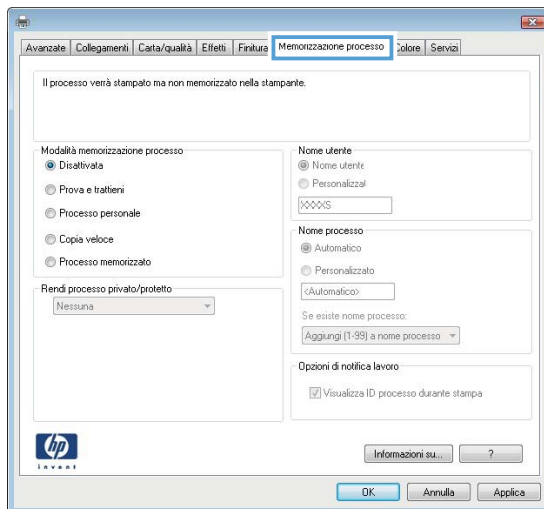 Avanzate Collegamenti Carta/qualità Effetti Finitura Memorizzazione processo Colore Servizi
Il processo verrà stampato ma non memorizzato nella stampante.
Modalità memorizzazione processo
Disattivata
Prova e trattieni
Processo personale
Copia veloce
Processo memorizzato
Rendi processo privato/protetto
Nessuna
Nome utente
Nome utente
Personalizzat
XXXXS
Nome processo
Automatico
Personalizzato
<Automatico>
Se esiste nome processo:
Aggiungi (1-99) a nome processo
Opzioni di notifica lavoro
Visualizza ID processo durante stampa
hp
invent
Informazioni su... ?
OK Annulla Applica